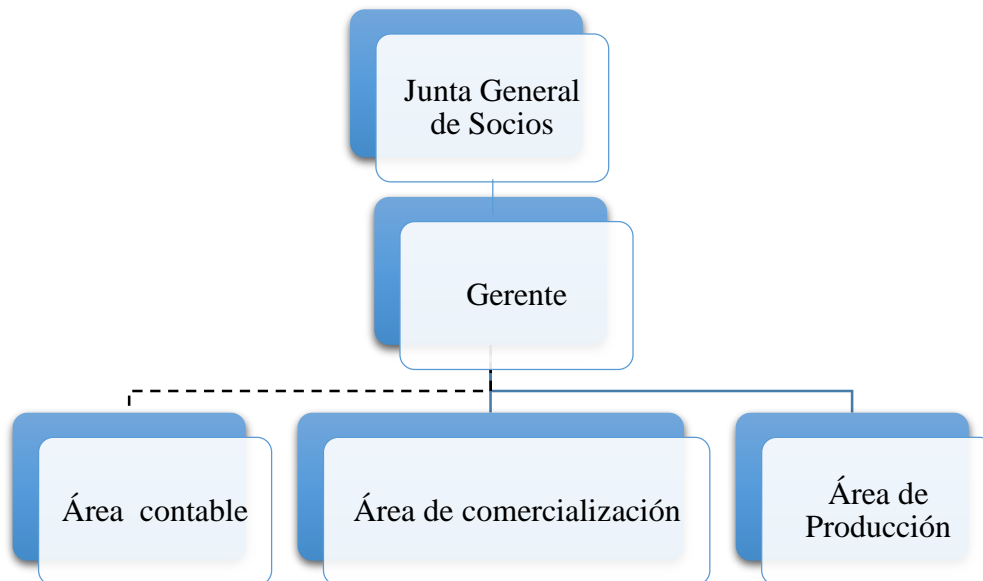 Junta General
de Socios
Gerente
Área  contable
Área de comercialización
Área de
Producción